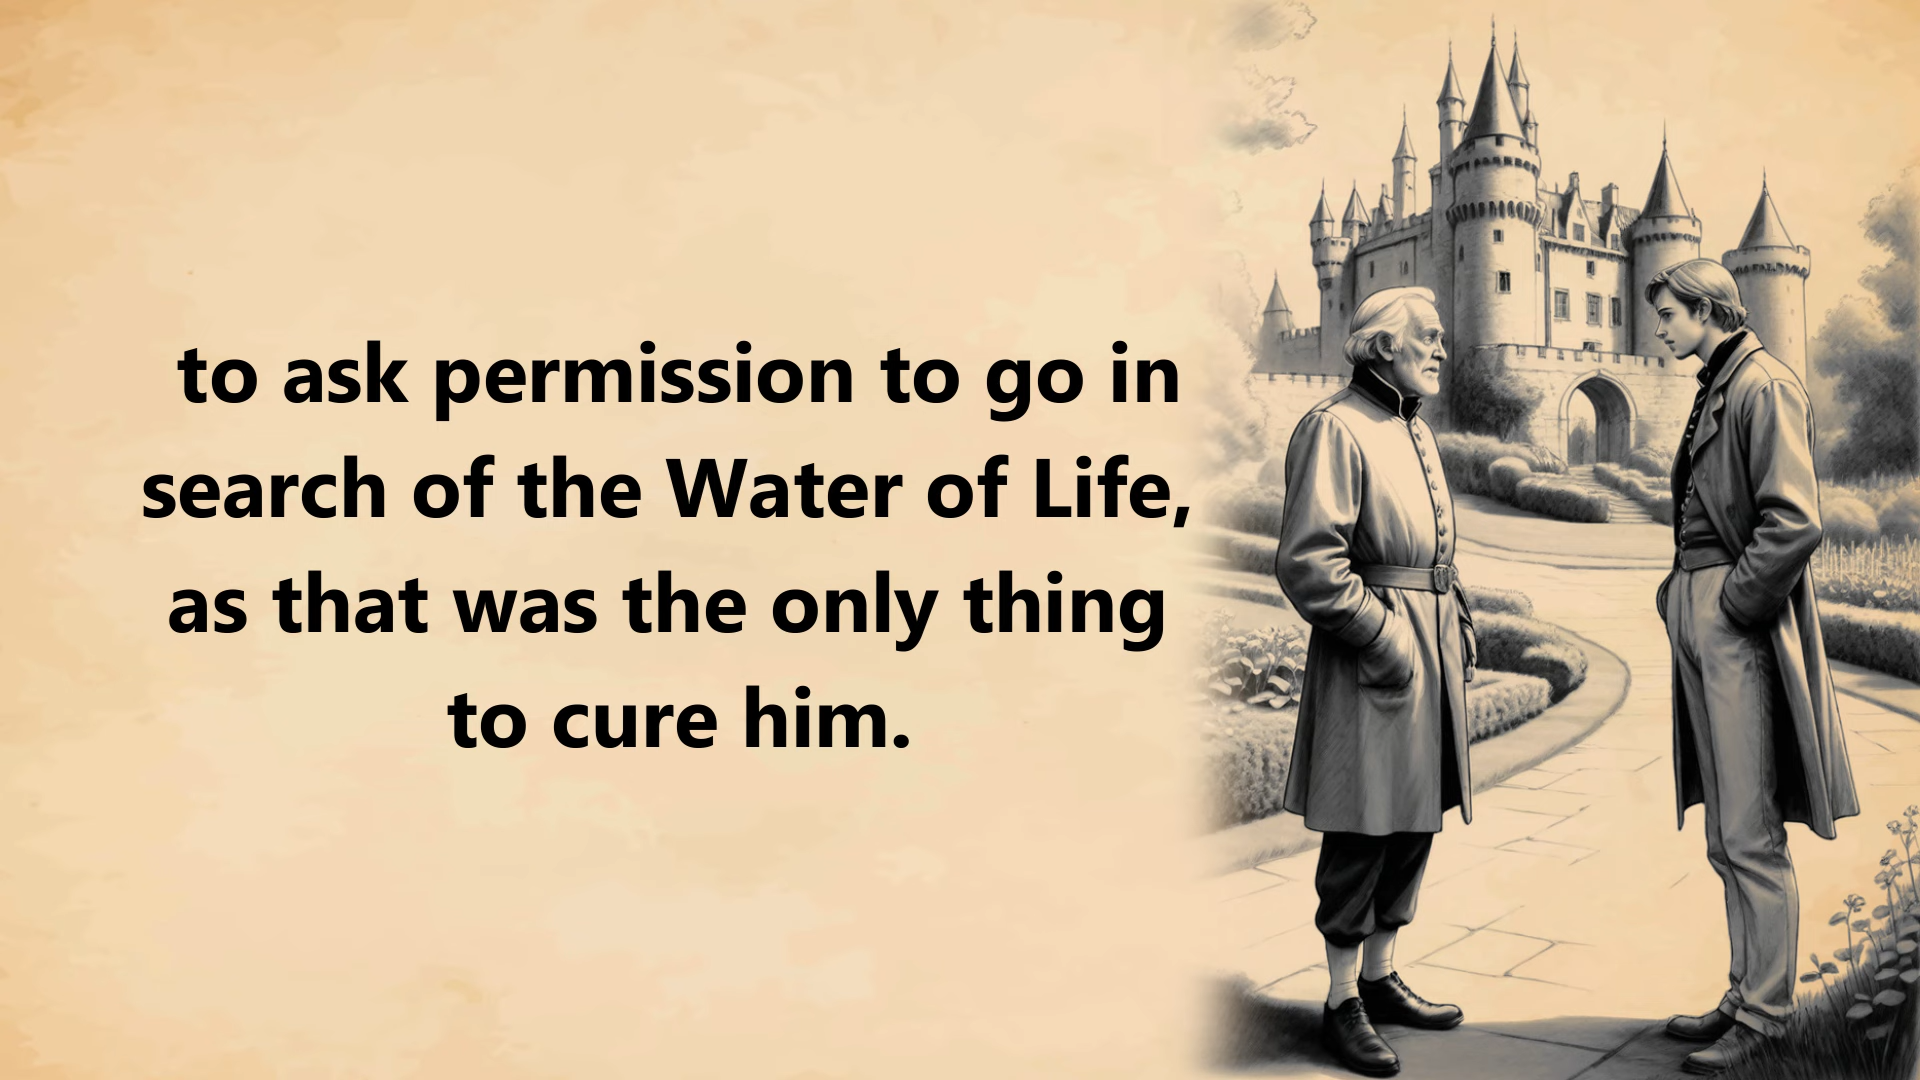 to ask permission to go in
search of the Water of Life,
as that was the only thing
to cure him.